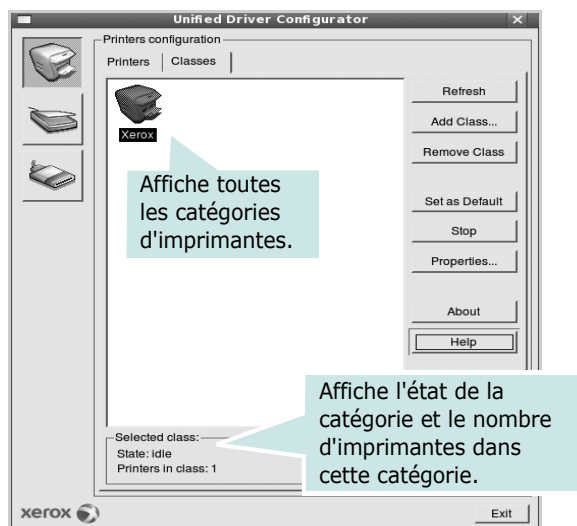 Unified Driver Configurator
Printers configuration
Printers
Classes
Refresh
Add Class...
Remove Class
Xerox
Affiche toutes
les catégories
d'imprimantes.
Set as Default
Stop
Properties...
About
Help
Affiche l'état de la
catégorie et le nombre
d'imprimantes dans
cette catégorie.
Selected class:
State: idle
Printers in class: 1
xerox
Exit